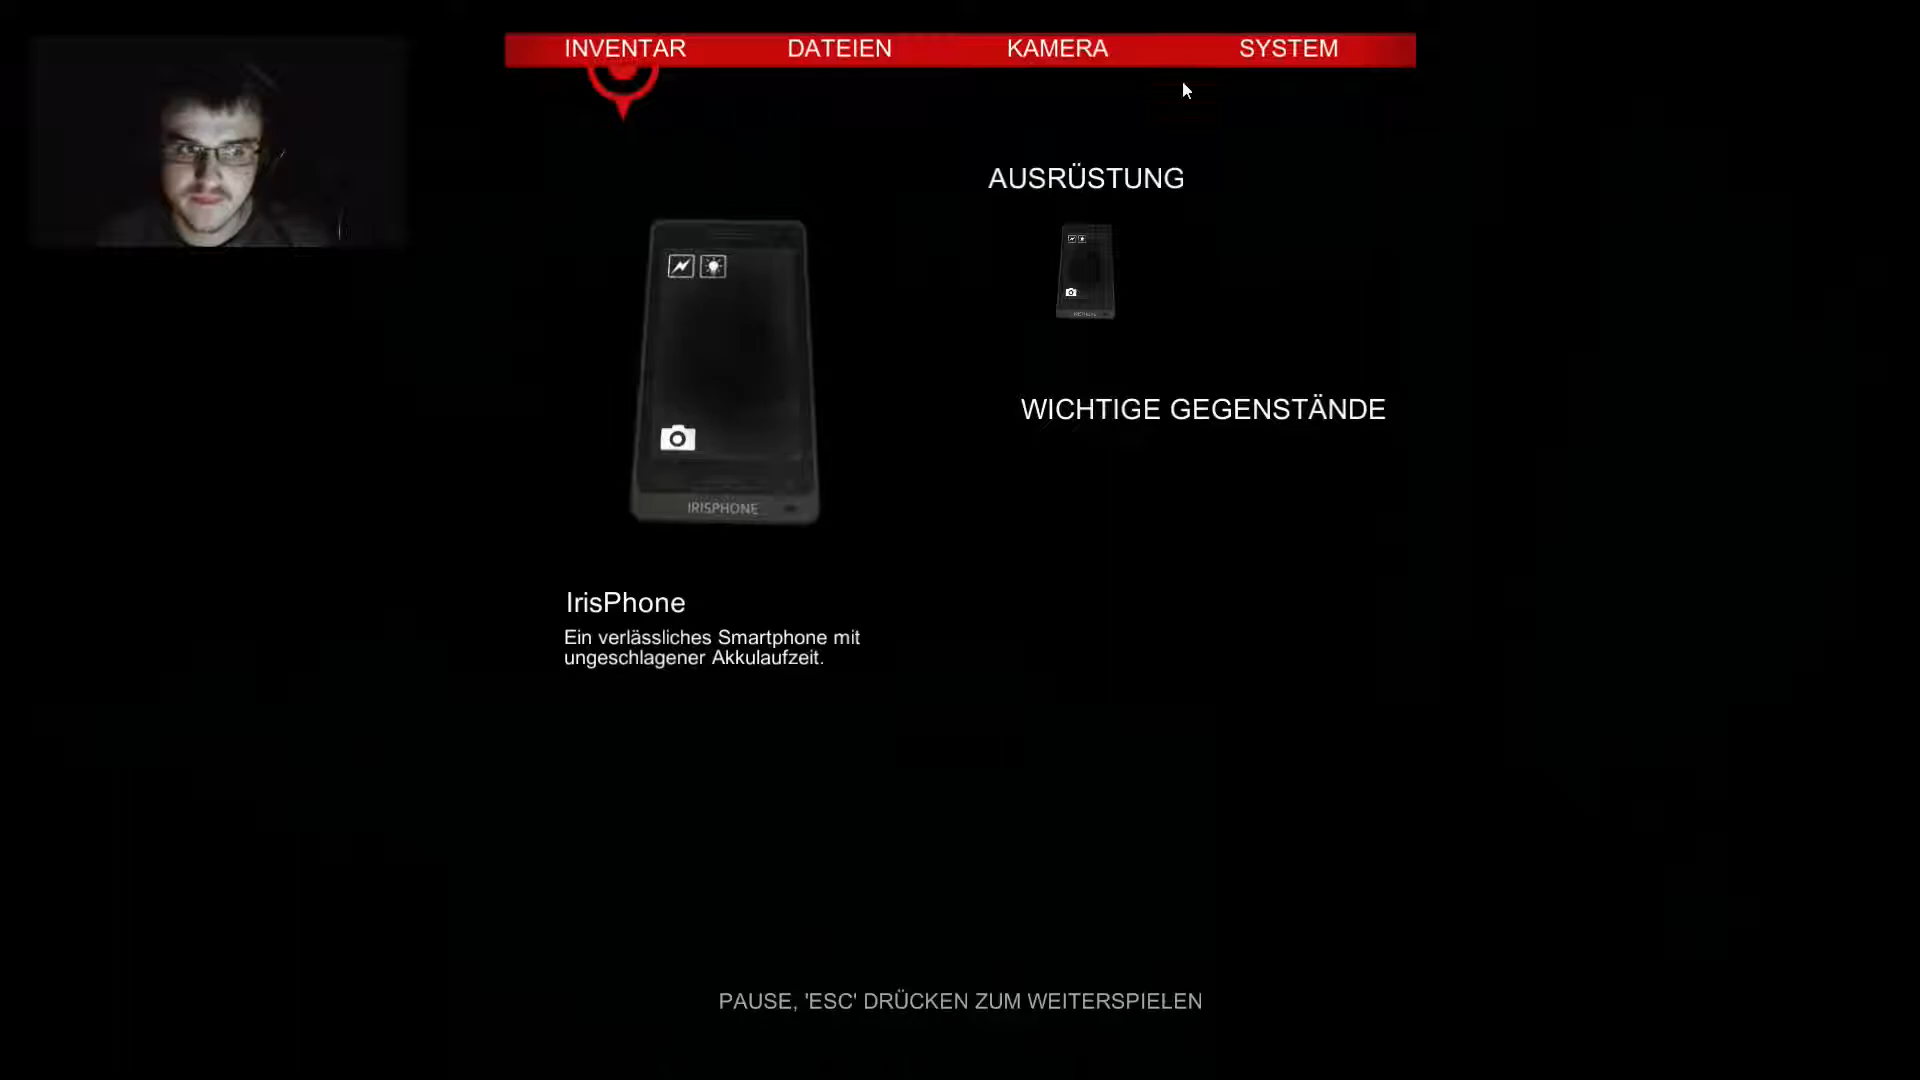 INVENTAR DATEIEN KAMERA SYSTEM
AUSRÜSTUNG
IRISPHONE
WICHTIGE GEGENSTÄNDE
IrisPhone
Ein verlässliches Smartphone mit
ungeschlagener Akkulaufzeit.
PAUSE, 'ESC' DRÜCKEN ZUM WEITERSPIELEN